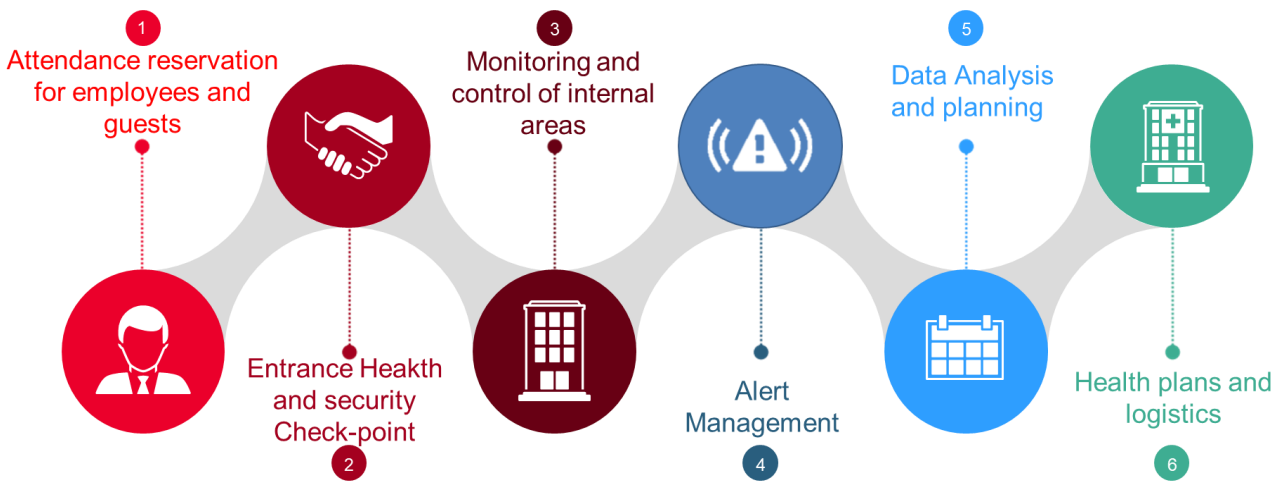 1
Attendance reservation
for employees and
guests
2
Entrance Heakth
and security
Check-point
3
Monitoring and
control of internal
areas
4
Alert
Management
5
Data Analysis
and planning
6
Health plans and
logistics